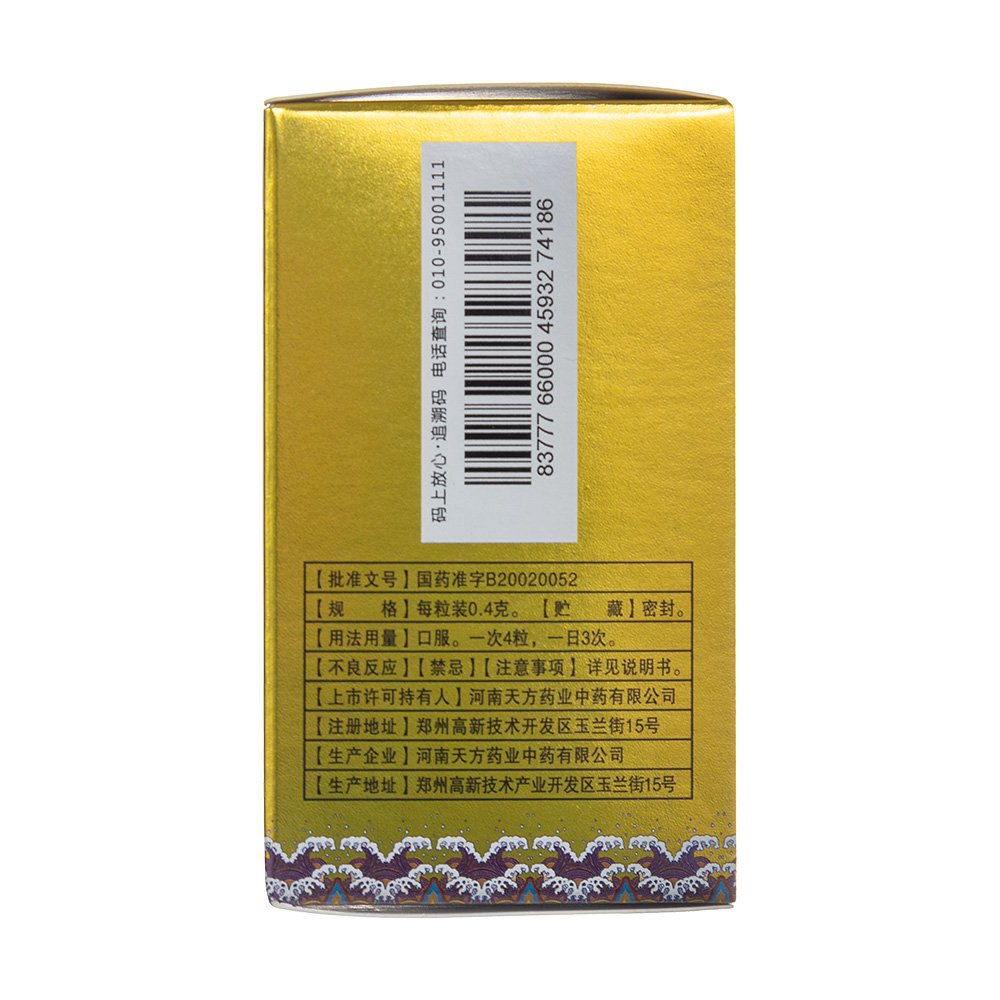 码上放心·追溯码 电话查询：010-95001111
83777 66000 45932 74186
【批准文号】国药准字B20020052
【规　　格】每粒装0.4克。【贮　　藏】密封。
【用法用量】口服。一次4粒，一日3次。
【不良反应】【禁忌】【注意事项】详见说明书。
【上市许可持有人】河南天方药业中药有限公司
【注册地址】郑州高新技术开发区玉兰街15号
【生产企业】河南天方药业中药有限公司
【生产地址】郑州高新技术产业开发区玉兰街15号